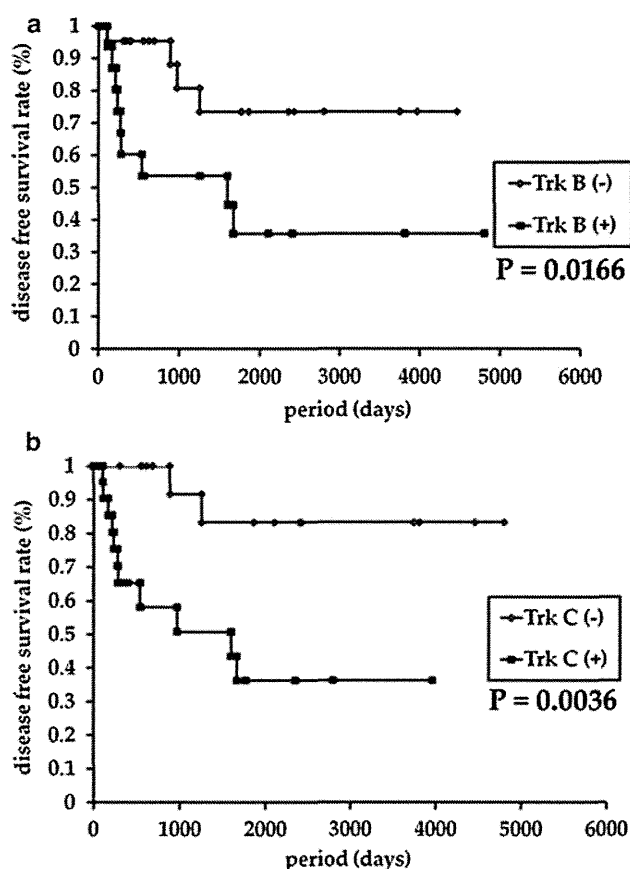 a
disease free survival rate (%)
1
0.9
0.8
0.7
0.6
0.5
0.4
0.3
0.2
0.1
0
0 1000 2000 3000 4000 5000 6000
period (days)
Trk B (-)
Trk B (+)
P = 0.0166
b
disease free survival rate (%)
1
0.9
0.8
0.7
0.6
0.5
0.4
0.3
0.2
0.1
0
0 1000 2000 3000 4000 5000 6000
period (days)
Trk C (-)
Trk C (+)
P = 0.0036